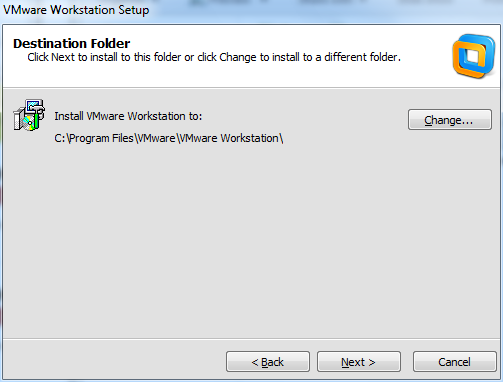 VMware Workstation Setup
Destination Folder
Click Next to install to this folder or click Change to install to a different folder.
Install VMware Workstation to:
Change...
C:\Program Files\VMware\VMware Workstation\
< Back
Next >
Cancel